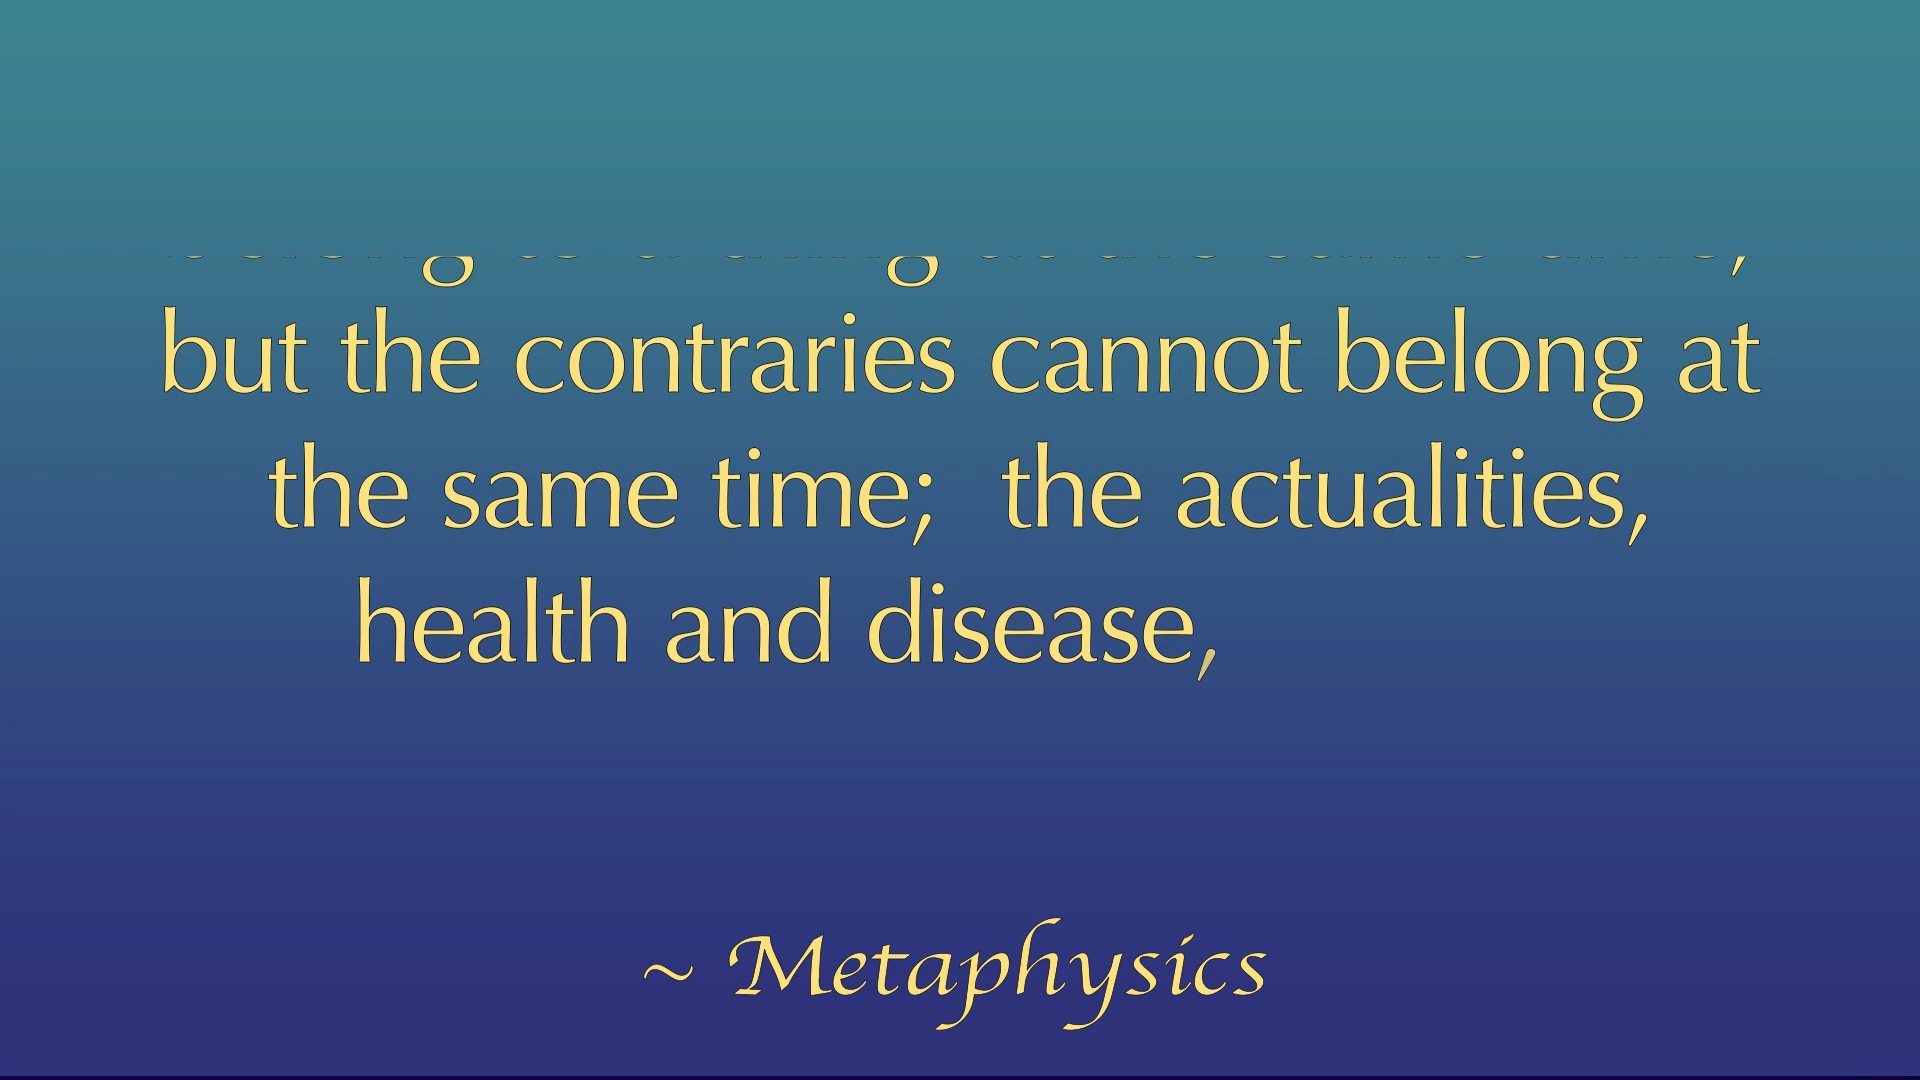 but the contraries cannot belong at
the same time; the actualities,
health and disease,
~ Metaphysics